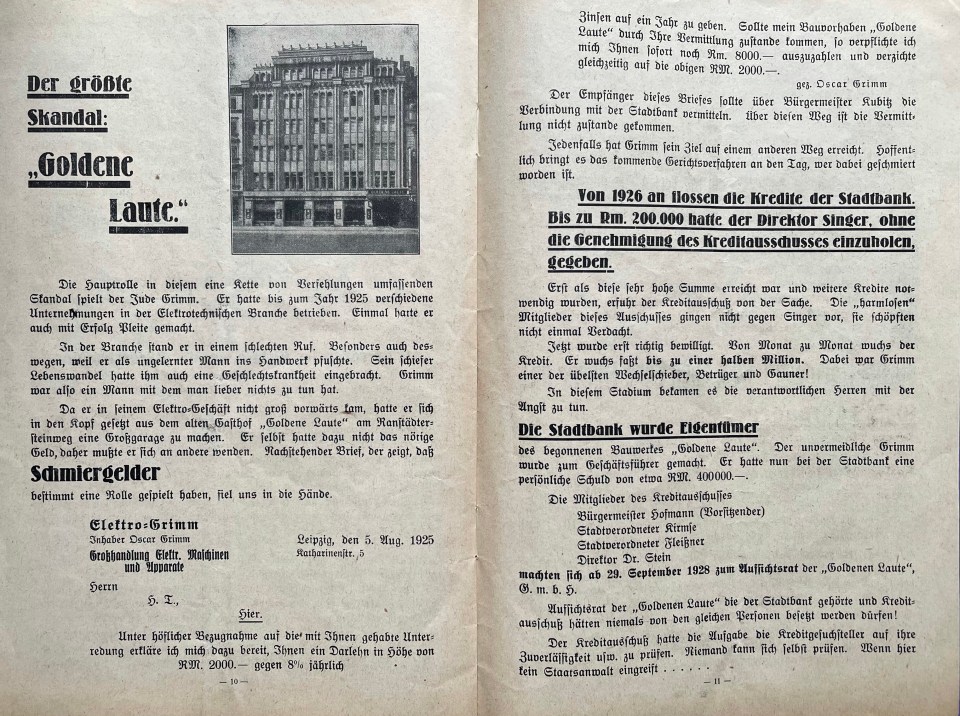 Der größte
Skandal:
„Goldene
Laute."
Die Hauptrolle in diesem eine Kette von Verfehlungen umfassenden
Skandal spielt der Jude Grimm. Er hatte bis zum Jahr 1925 verschiedene
Unternehmungen in der Elektrotechnischen Branche betrieben. Einmal hatte er
auch mit Erfolg Pleite gemacht.
In der Branche stand er in einem schlechten Ruf. Besonders auch des-
wegen, weil er als ungelernter Mann ins Handwerk pfuschte. Sein schiefer
Lebenswandel hatte ihm auch eine Geschlechtskrankheit eingebracht. Grimm
war also ein Mann mit dem man lieber nichts zu tun hat.
Da er in seinem Elektro-Geschäft nicht groß vorwärts kam, hatte er sich
in den Kopf gesetzt aus dem alten Gasthof „Goldene Laute" am Ranstädter-
steinweg eine Großgarage zu machen. Er selbst hatte dazu nicht das nörige
Geld, daher mußte er sich an andere wenden. Nachstehender Brief, der zeigt, daß
Schmiergelder
bestimmt eine Rolle gespielt haben, fiel uns in die Hände.
Elektro-Grimm
Inhaber Oscar Grimm
Großhandlung Elektr. Maschinen
und Apparate
Leipzig, den 5. Aug. 1925
Katharinenstr. 5
Herrn
H. T.,
Hier.
Unter höflicher Bezugnahme auf die mit Ihnen gehabte Unter-
redung erkläre ich mich dazu bereit, Ihnen ein Darlehn in Höhe von
RM. 2000.— gegen 8% jährlich
— 10 —
Zinsen auf ein Jahr zu geben. Sollte mein Bauvorhaben „Goldene
Laute" durch Ihre Vermittlung zustande kommen, so verpflichte ich
mich Ihnen sofort noch Rm. 8000.— auszuzahlen und verzichte
gleichzeitig auf die obigen RM. 2000.—.
gez. Oscar Grimm
Der Empfänger dieses Briefes sollte über Bürgermeister Kubitz die
Verbindung mit der Stadtbank vermitteln. Über diesen Weg ist die Vermitt-
lung nicht zustande gekommen.
Jedenfalls hat Grimm sein Ziel auf einem anderen Weg erreicht. Hoffent-
lich bringt es das kommende Gerichtsverfahren an den Tag, wer dabei geschmiert
worden ist.
Von 1926 an flossen die Kredite der Stadtbank.
Bis zu Rm. 200.000 hatte der Direktor Singer, ohne
die Genehmigung des Kreditausschusses einzuholen,
gegeben.
Erst als diese sehr hohe Summe erreicht war und weitere Kredite not-
wendig wurden, erfuhr der Kreditausschuß von der Sache. Die „harmlosen"
Mitglieder dieses Ausschusses gingen nicht gegen Singer vor, sie schöpften
nicht einmal Verdacht.
Jetzt wurde erst richtig bewilligt. Von Monat zu Monat wuchs der
Kredit. Er wuchs faßt bis zu einer halben Million. Dabei war Grimm
einer der übelsten Wechselschieber, Betrüger und Gauner!
In diesem Stadium bekamen es die verantwortlichen Herren mit der
Angst zu tun.
Die Stadtbank wurde Eigentümer
des begonnenen Bauwerkes „Goldene Laute". Der unvermeidliche Grimm
wurde zum Geschäftsführer gemacht. Er hatte nun bei der Stadtbank eine
persönliche Schuld von etwa RM. 400000.—.
Die Mitglieder des Kreditausschusses
Bürgermeister Hofmann (Vorsitzender)
Stadtverordneter Kirmse
Stadtverordneter Fleißner
Direktor Dr. Stein
machten sich ab 29. September 1928 zum Aufsichtsrat der „Goldenen Laute",
G. m. b. H.
Aufsichtsrat der „Goldenen Laute" die der Stadtbank gehörte und Kredit-
ausschuß hätten niemals von den gleichen Personen besetzt werden dürfen!
Der Kreditausschuß hatte die Aufgabe die Kreditgesuchsteller auf ihre
Zuverlässigkeit usw. zu prüfen. Niemand kann sich selbst prüfen. Wenn hier
kein Staatsanwalt eingreift . . . . . .
— 11 —